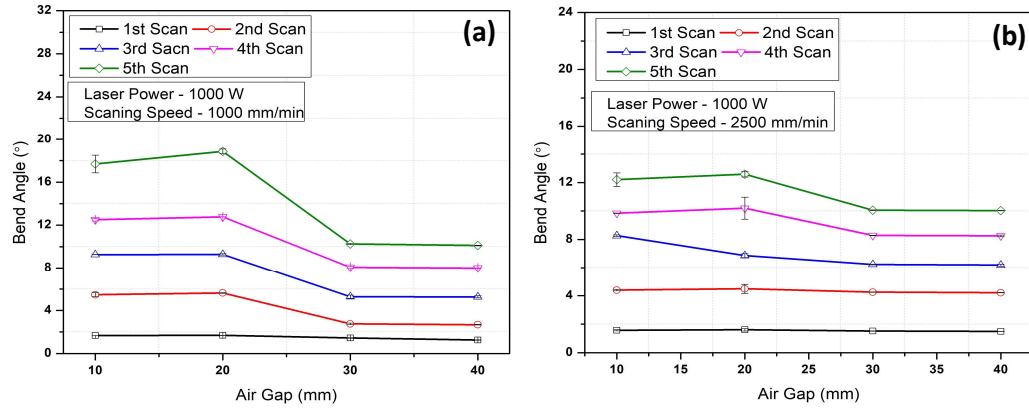 (a)
1st Scan 2nd Scan
3rd Sacn 4th Scan
5th Scan
Laser Power - 1000 W
Scaning Speed - 1000 mm/min
Bend Angle (°)
32
28
24
20
16
12
8
4
0
10 20 30 40
Air Gap (mm)
(b)
1st Scan 2nd Scan
3rd Scan 4th Scan
5th Scan
Laser Power - 1000 W
Scaning Speed - 2500 mm/min
Bend Angle (°)
24
20
16
12
8
4
0
10 15 20 25 30 35 40
Air Gap (mm)